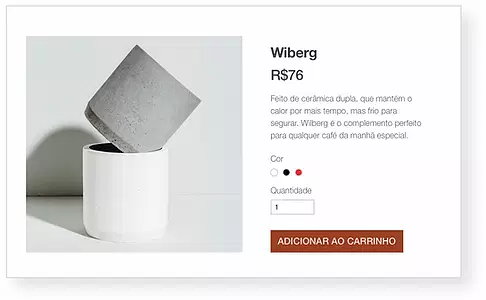 Wiberg
R$76
Feito de cerâmica dupla, que mantém o
calor por mais tempo, mas frio para
segurar. Wilberg é o complemento perfeito
para qualquer café da manhã especial.
Cor
Quantidade
1
ADICIONAR AO CARRINHO